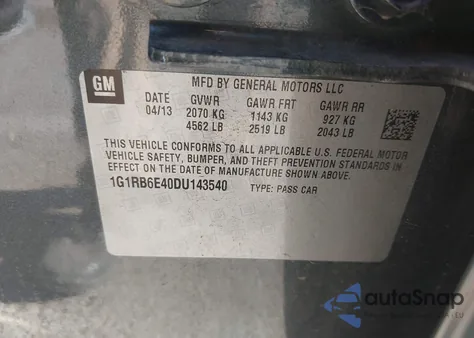 GM
MFD BY GENERAL MOTORS LLC
DATE GVWR GAWR FRT GAWR RR
04/13 2070 KG 1143 KG 927 KG
4562 LB 2519 LB 2043 LB
THIS VEHICLE CONFORMS TO ALL APPLICABLE U.S. FEDERAL MOTOR
VEHICLE SAFETY, BUMPER, AND THEFT PREVENTION STANDARDS IN
EFFECT ON THE DATE OF MANUFACTURE SHOWN ABOVE.
1G1RB6E40DU143540 TYPE: PASS CAR
autoSnap